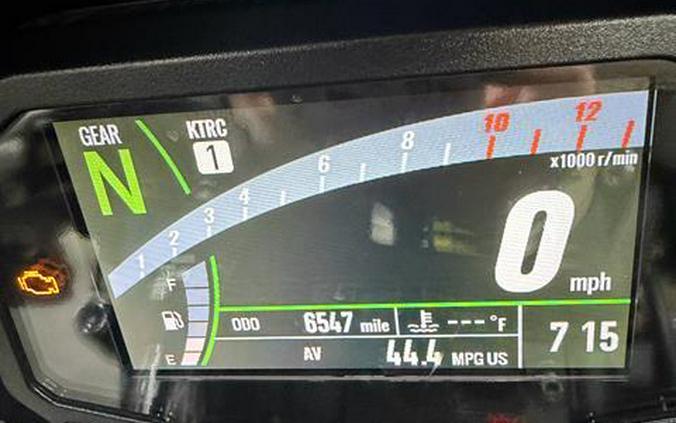 GEAR
N
KTRC
1
1 2 3 4 6 8 10 12
x1000 r/min
0 mph
F
E
ODO 6547 mile
--- °F
AV 44.4 MPG US
7 15